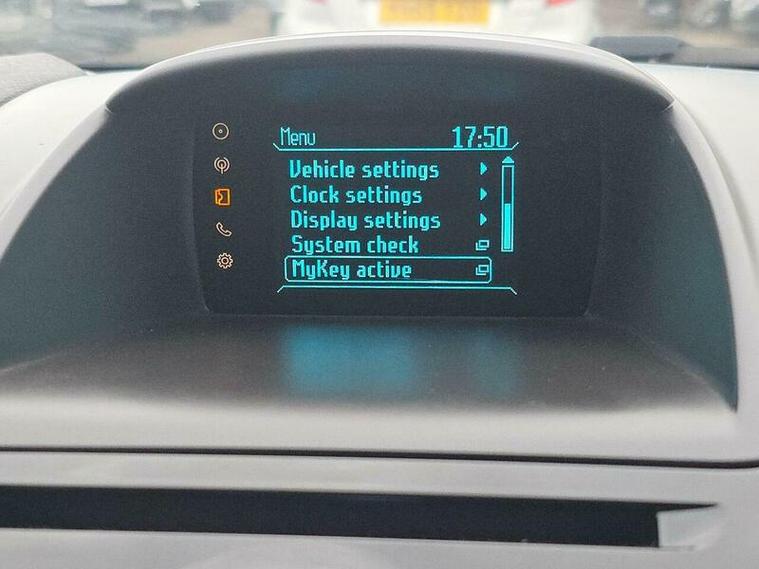 Menu 17:50
Vehicle settings
Clock settings
Display settings
System check
MyKey active